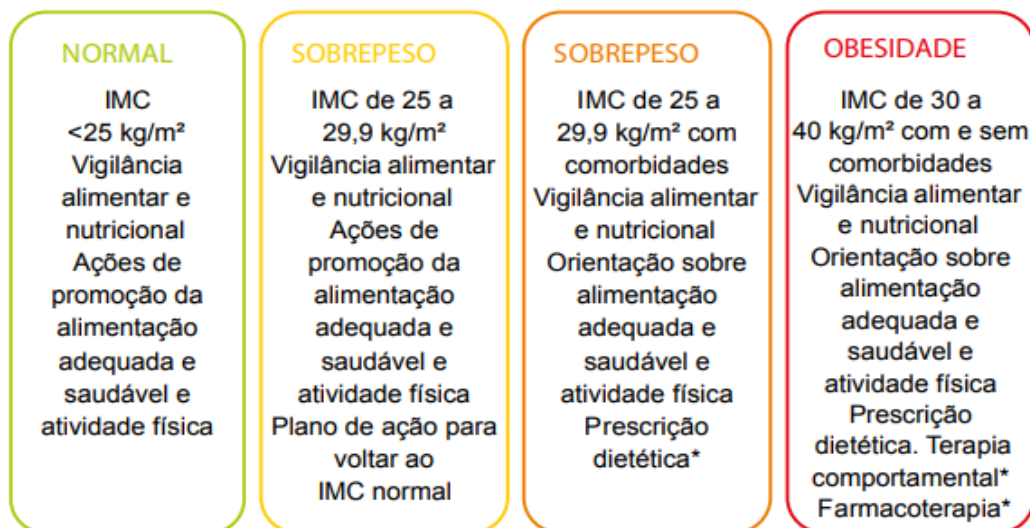 NORMAL
IMC
<25 kg/m²
Vigilância
alimentar e
nutricional
Ações de
promoção da
alimentação
adequada e
saudável e
atividade física
SOBREPESO
IMC de 25 a
29,9 kg/m²
Vigilância alimentar
e nutricional
Ações de
promoção da
alimentação
adequada e
saudável e
atividade física
Plano de ação para
voltar ao
IMC normal
SOBREPESO
IMC de 25 a
29,9 kg/m² com
comorbidades
Vigilância alimentar
e nutricional
Orientação sobre
alimentação
adequada e
saudável e
atividade física
Prescrição
dietética*
OBESIDADE
IMC de 30 a
40 kg/m² com e sem
comorbidades
Vigilância alimentar
e nutricional
Orientação sobre
alimentação
adequada e
saudável e
atividade física
Prescrição
dietética. Terapia
comportamental*
Farmacoterapia*